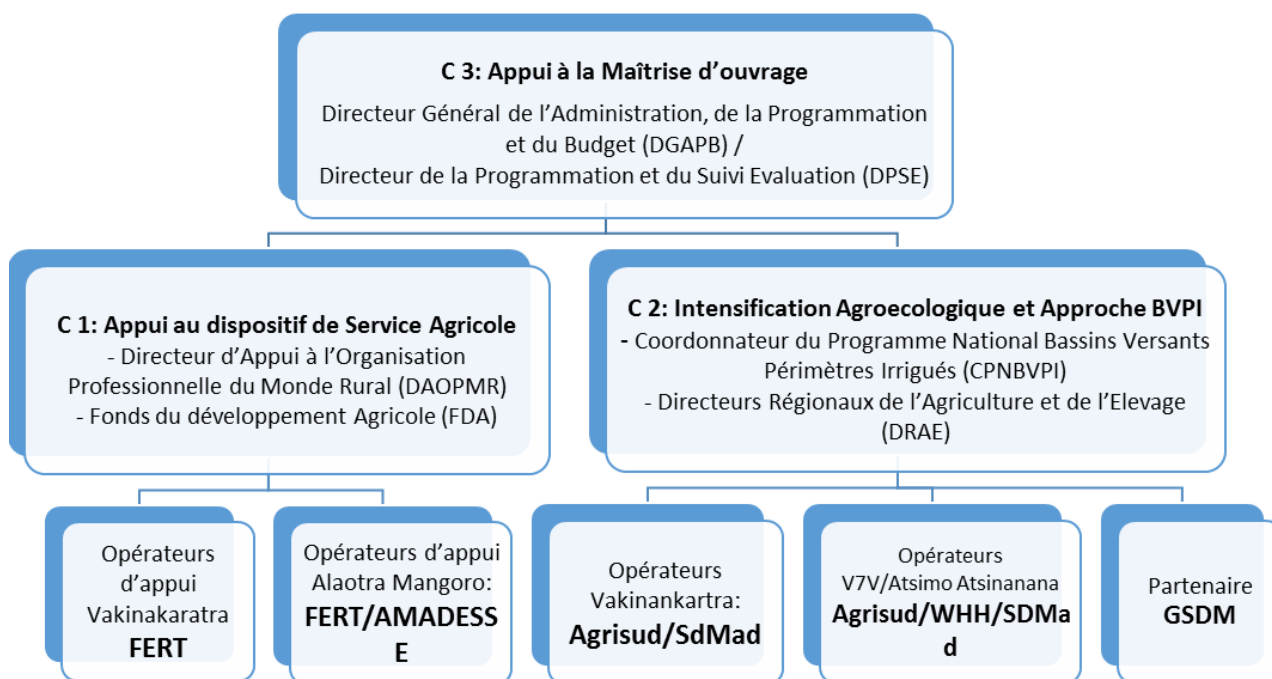 C 3: Appui à la Maîtrise d’ouvrage
Directeur Général de l’Administration, de la Programmation
et du Budget (DGAPB) /
Directeur de la Programmation et du Suivi Evaluation (DPSE)
C 1: Appui au dispositif de Service Agricole
- Directeur d’Appui à l’Organisation
Professionnelle du Monde Rural (DAOPMR)
- Fonds du développement Agricole (FDA)
C 2: Intensification Agroecologique et Approche BVPI
- Coordonnateur du Programme National Bassins Versants
Périmètres Irrigués (CPNBVPI)
- Directeurs Régionaux de l’Agriculture et de l’Elevage
(DRAE)
Opérateurs
d’appui
Vakinakaratra
FERT
Opérateurs d’appui
Alaotra Mangoro:
FERT/AMADESS
E
Opérateurs
Vakinankartra:
Agrisud/SdMad
Opérateurs
V7V/Atsimo Atsinanana
Agrisud/WHH/SDMa
d
Partenaire
GSDM